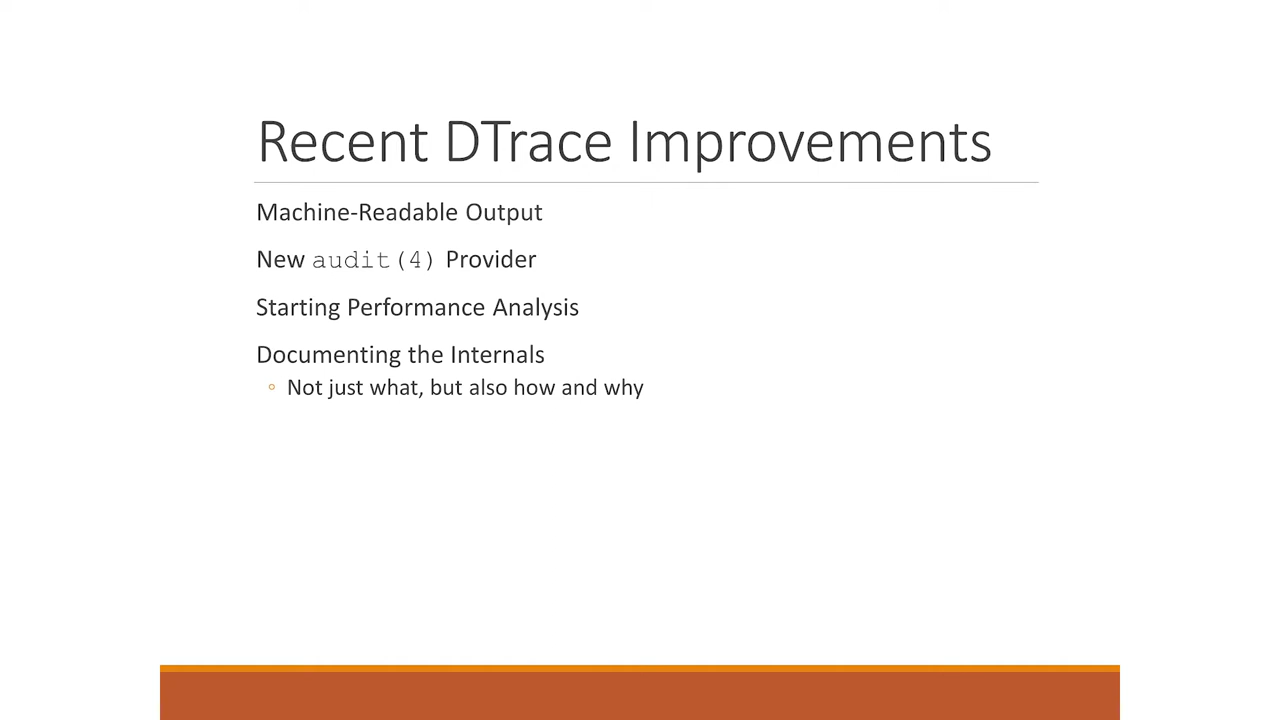 Recent DTrace Improvements
Machine-Readable Output
New audit(4) Provider
Starting Performance Analysis
Documenting the Internals
◦ Not just what, but also how and why